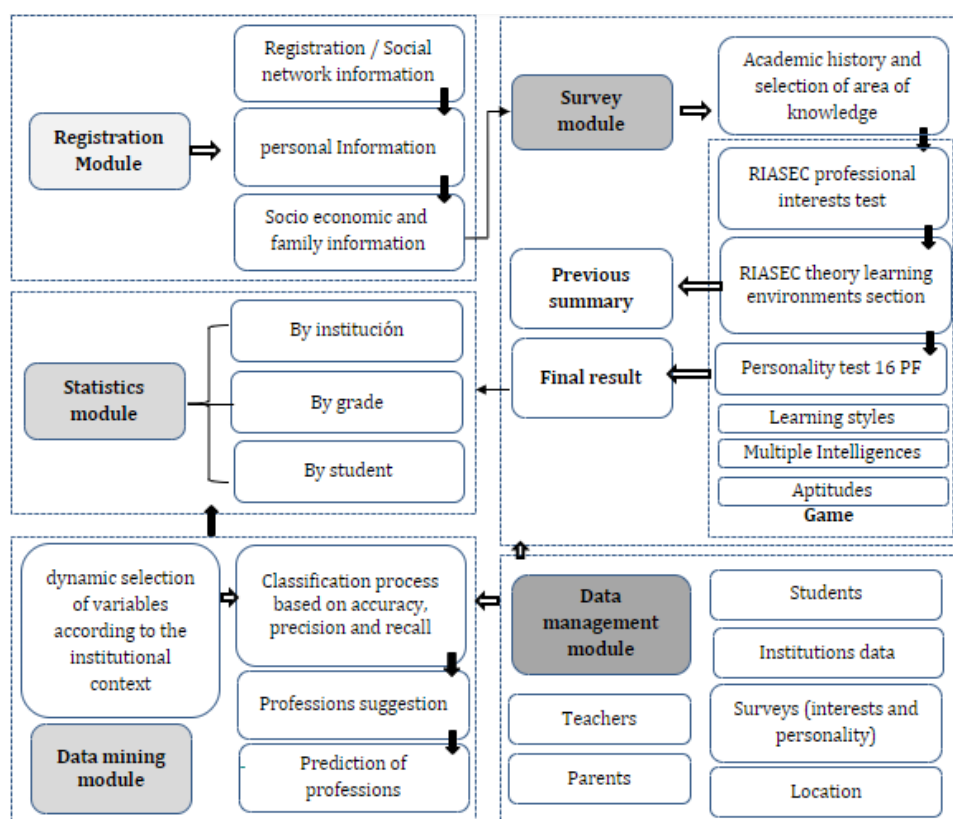 Registration / Social
network information
Registration
Module
personal Information
Socio economic and
family information
Survey
module
Academic history and
selection of area of
knowledge
RIASEC professional
interests test
RIASEC theory learning
environments section
Previous
summary
Personality test 16 PF
Final result
Learning styles
Multiple Intelligences
Aptitudes
Game
Statistics
module
By institución
By grade
By student
dynamic selection
of variables
according to the
institutional
context
Data mining
module
Classification process
based on accuracy,
precision and recall
Professions suggestion
Prediction of
professions
Data
management
module
Teachers
Parents
Students
Institutions data
Surveys (interests and
personality)
Location